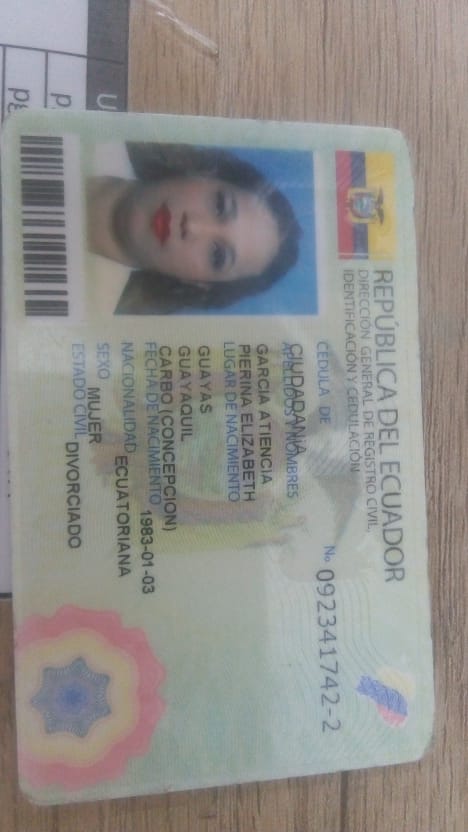 REPÚBLICA DEL ECUADOR
DIRECCIÓN GENERAL DE REGISTRO CIVIL,
IDENTIFICACIÓN Y CEDULACIÓN
CÉDULA DE
No. 092341742-2
CIUDADANÍA
APELLIDOS Y NOMBRES
GARCIA ATIENCIA
PIERINA ELIZABETH
LUGAR DE NACIMIENTO
GUAYAS
GUAYAQUIL
CARBO (CONCEPCION)
FECHA DE NACIMIENTO 1983-01-03
NACIONALIDAD ECUATORIANA
SEXO MUJER
ESTADO CIVIL DIVORCIADO